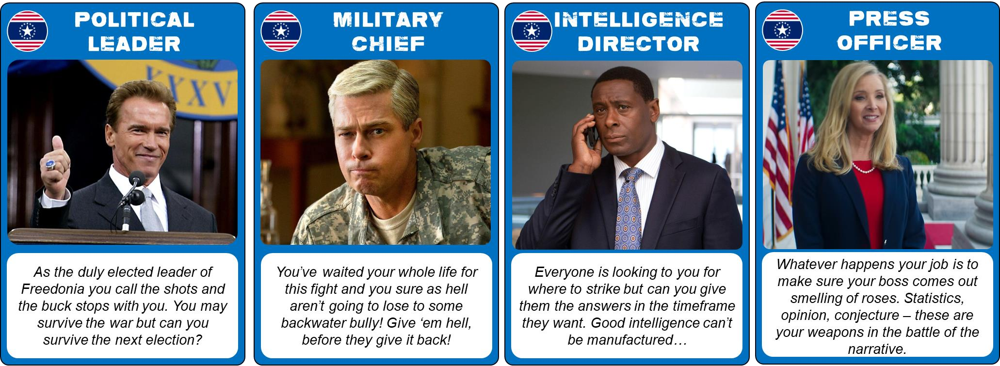 POLITICAL
LEADER
XXXV
As the duly elected leader of
Freedonia you call the shots and
the buck stops with you. You may
survive the war but can you
survive the next election?
MILITARY
CHIEF
You’ve waited your whole life for
this fight and you sure as hell
aren’t going to lose to some
backwater bully! Give ‘em hell,
before they give it back!
INTELLIGENCE
DIRECTOR
Everyone is looking to you for
where to strike but can you give
them the answers in the timeframe
they want. Good intelligence can’t
be manufactured…
PRESS
OFFICER
Whatever happens your job is to
make sure your boss comes out
smelling of roses. Statistics,
opinion, conjecture – these are
your weapons in the battle of the
narrative.